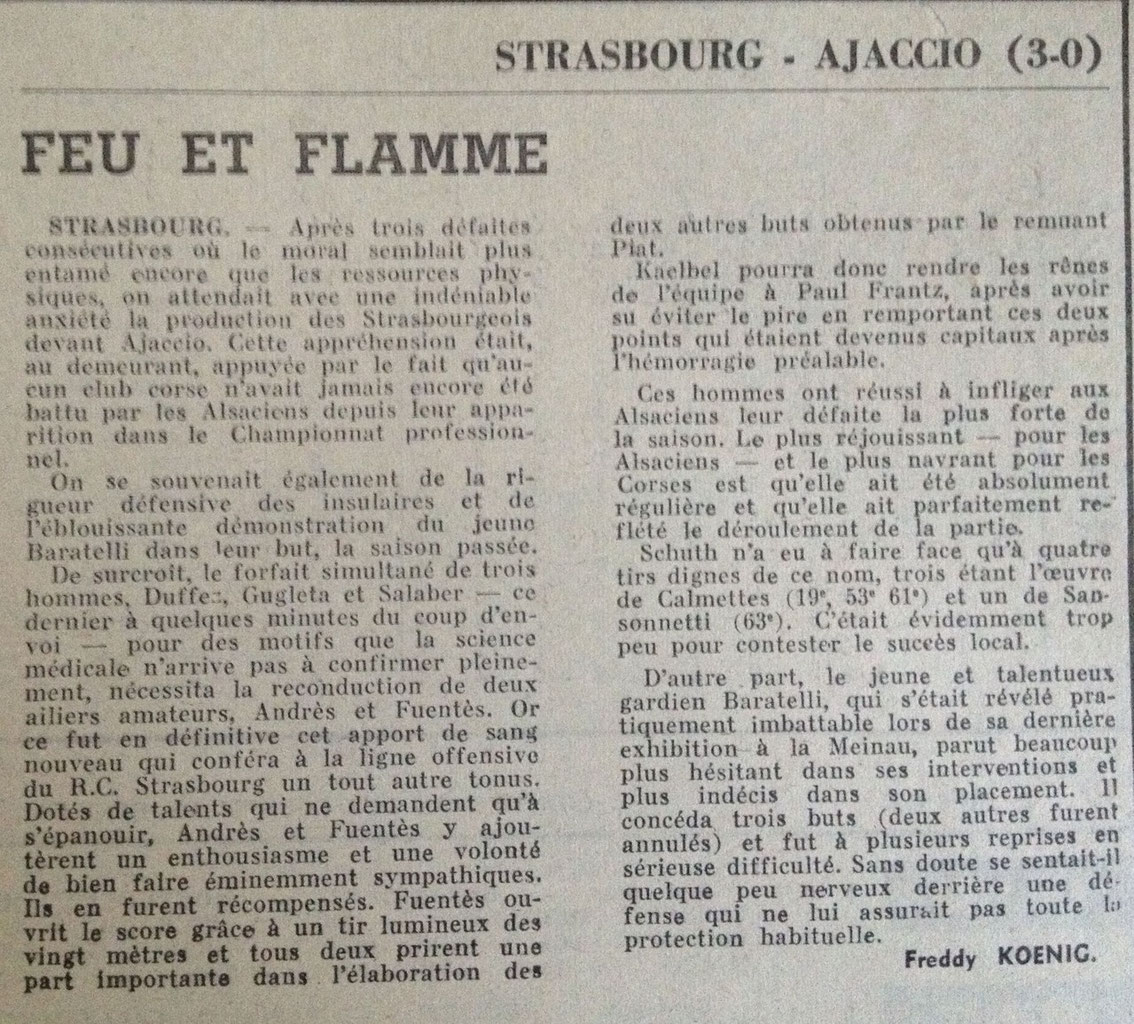 STRASBOURG - AJACCIO (3-0)
FEU ET FLAMME
STRASBOURG. — Après trois défaites
consécutives où le moral semblait plus
entamé encore que les ressources phy-
siques, on attendait avec une indéniable
anxiété la production des Strasbourgeois
devant Ajaccio. Cette appréhension était,
au demeurant, appuyée par le fait qu'au-
cun club corse n'avait jamais encore été
battu par les Alsaciens depuis leur appa-
rition dans le Championnat profession-
nel.
On se souvenait également de la ri-
gueur défensive des insulaires et de
l'éblouissante démonstration du jeune
Baratelli dans leur but, la saison passée.
De surcroit, le forfait simultané de trois
hommes, Duffez, Gugleta et Salaber — ce
dernier à quelques minutes du coup d'en-
voi — pour des motifs que la science
médicale n'arrive pas à confirmer pleine-
ment, nécessita la reconduction de deux
ailiers amateurs, Andrès et Fuentès. Or
ce fut en définitive cet apport de sang
nouveau qui conféra à la ligne offensive
du R.C. Strasbourg un tout autre tonus.
Dotés de talents qui ne demandent qu'à
s'épanouir, Andrès et Fuentès y ajou-
tèrent un enthousiasme et une volonté
de bien faire éminemment sympathiques.
Ils en furent récompensés. Fuentès ou-
vrit le score grâce à un tir lumineux des
vingt mètres et tous deux prirent une
part importante dans l'élaboration des
deux autres buts obtenus par le remuant
Piat.
Kaelbel pourra donc rendre les rênes
de l'équipe à Paul Frantz, après avoir
su éviter le pire en remportant ces deux
points qui étaient devenus capitaux après
l'hémorragie préalable.
Ces hommes ont réussi à infliger aux
Alsaciens leur défaite la plus forte de
la saison. Le plus réjouissant — pour les
Alsaciens — et le plus navrant pour les
Corses est qu'elle ait été absolument
régulière et qu'elle ait parfaitement re-
flété le déroulement de la partie.
Schuth n'a eu à faire face qu'à quatre
tirs dignes de ce nom, trois étant l'œuvre
de Calmettes (19e, 53e 61e) et un de San-
sonnetti (63e). C'était évidemment trop
peu pour contester le succès local.
D'autre part, le jeune et talentueux
gardien Baratelli, qui s'était révélé pra-
tiquement imbattable lors de sa dernière
exhibition à la Meinau, parut beaucoup
plus hésitant dans ses interventions et
plus indécis dans son placement. Il
concéda trois buts (deux autres furent
annulés) et fut à plusieurs reprises en
sérieuse difficulté. Sans doute se sentait-il
quelque peu nerveux derrière une dé-
fense qui ne lui assurait pas toute la
protection habituelle.
Freddy KOENIG.